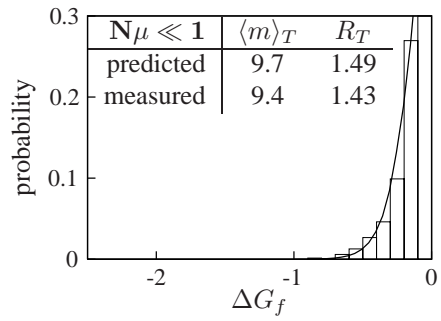 Nμ ≪ 1 ⟨m⟩_T R_T
predicted 9.7 1.49
measured 9.4 1.43
probability
0.3
0.2
0.1
0
-2 -1 0
ΔG_f